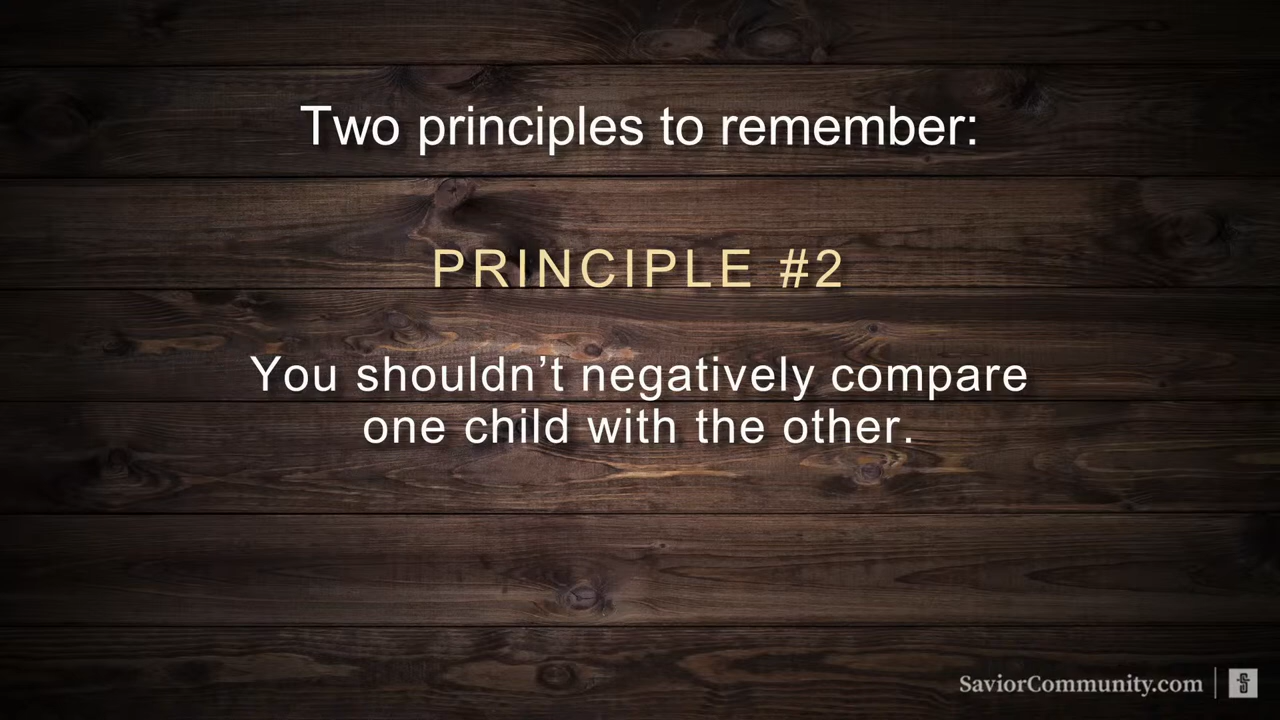 Two principles to remember:
PRINCIPLE #2
You shouldn’t negatively compare
one child with the other.
SaviorCommunity.com